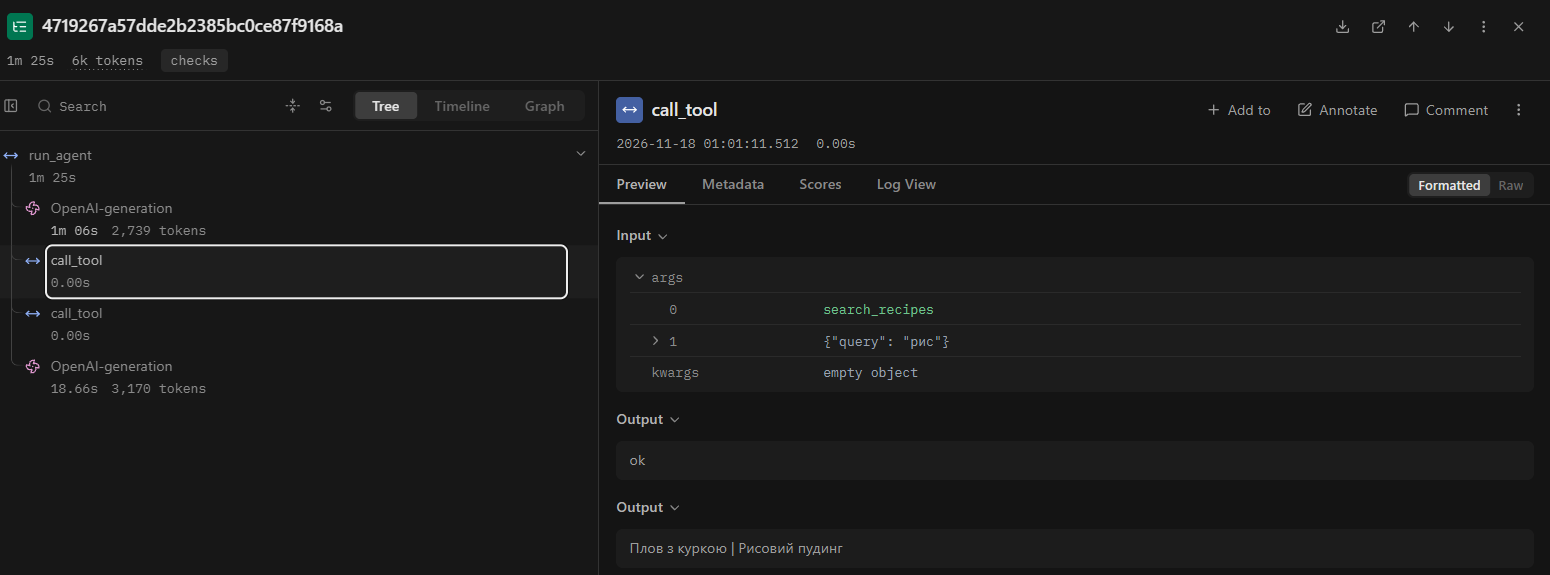 4719267a57dde2b2385bc0ce87f9168a
1m 25s 6k tokens checks
Search Tree Timeline Graph
run_agent
1m 25s
OpenAI-generation
1m 06s 2,739 tokens
call_tool
0.00s
call_tool
0.00s
OpenAI-generation
18.66s 3,170 tokens
call_tool
Add to Annotate Comment
2026-11-18 01:01:11.512 0.00s
Preview Metadata Scores Log View Formatted Raw
Input
args
0 search_recipes
1 {"query": "рис"}
kwargs empty object
Output
ok
Output
Плов з куркою | Рисовий пудинг